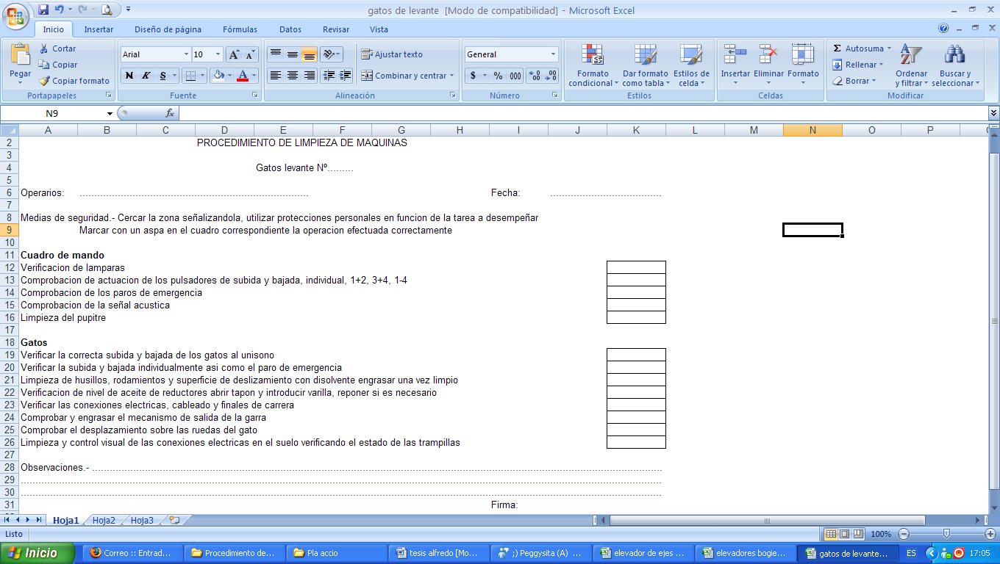 gatos de levante [Modo de compatibilidad] - Microsoft Excel
Inicio Insertar Diseño de página Fórmulas Datos Revisar Vista
Pegar
Cortar
Copiar
Copiar formato
Portapapeles
Arial 10
N K S
Fuente
Ajustar texto
Combinar y centrar
Alineación
General
$ % 000
Número
Formato condicional
Dar formato como tabla
Estilos de celda
Estilos
Insertar Eliminar Formato
Celdas
Σ Autosuma
Rellenar
Borrar
Ordenar y filtrar
Buscar y seleccionar
Modificar
N9 fx
A B C D E F G H I J K L M N O P
2 PROCEDIMIENTO DE LIMPIEZA DE MAQUINAS
3
4 Gatos levante Nº.........
5
6 Operarios: ............................................ Fecha: ............................................
7
8 Medias de seguridad.- Cercar la zona señalizandola, utilizar protecciones personales en funcion de la tarea a desempeñar
9 Marcar con un aspa en el cuadro correspondiente la operacion efectuada correctamente
10
11 Cuadro de mando
12 Verificacion de lamparas
13 Comprobacion de actuacion de los pulsadores de subida y bajada, individual, 1+2, 3+4, 1-4
14 Comprobacion de los paros de emergencia
15 Comprobacion de la señal acustica
16 Limpieza del pupitre
17
18 Gatos
19 Verificar la correcta subida y bajada de los gatos al unisono
20 Verificar la subida y bajada individualmente asi como el paro de emergencia
21 Limpieza de husillos, rodamientos y superficie de deslizamiento con disolvente engrasar una vez limpio
22 Verificacion de nivel de aceite de reductores abrir tapon y introducir varilla, reponer si es necesario
23 Verificar las conexiones electricas, cableado y finales de carrera
24 Comprobar y engrasar el mecanismo de salida de la garra
25 Comprobar el desplazamiento sobre las ruedas del gato
26 Limpieza y control visual de las conexiones electricas en el suelo verificando el estado de las trampillas
27
28 Observaciones.- ............................................
29 ............................................
30 ............................................
31 Firma:
Hoja1 Hoja2 Hoja3
Listo 100%
Inicio Correo :: Entrad... Procedimiento de... Pla accio tesis alfredo [Mo... ;) Peggysita (A) ... elevador de ejes ... elevadores bogie... gatos de levante... ES 17:05